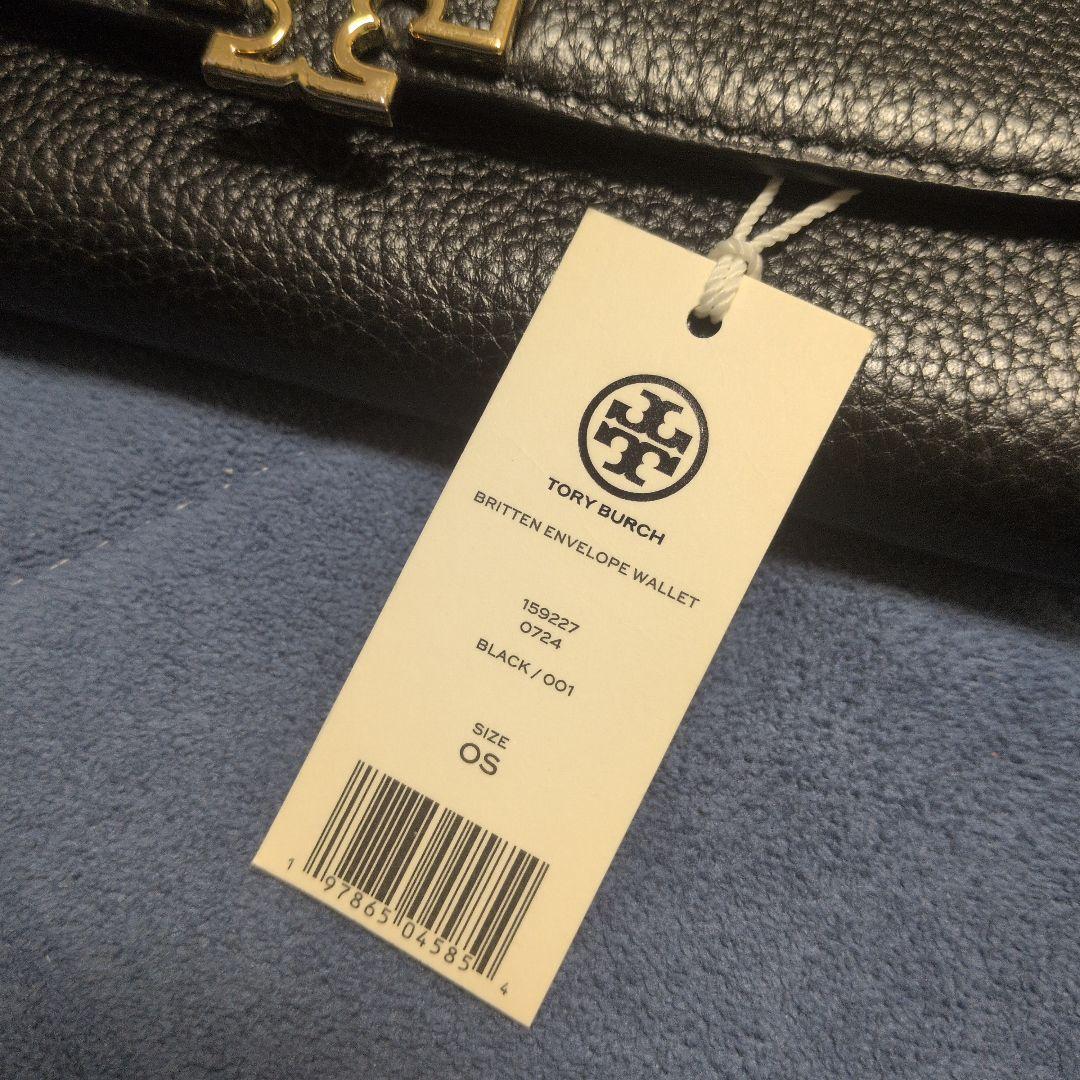 TORY BURCH
BRITTEN ENVELOPE WALLET
159227
0724
BLACK / 001
SIZE
OS
1 97865 04585 4